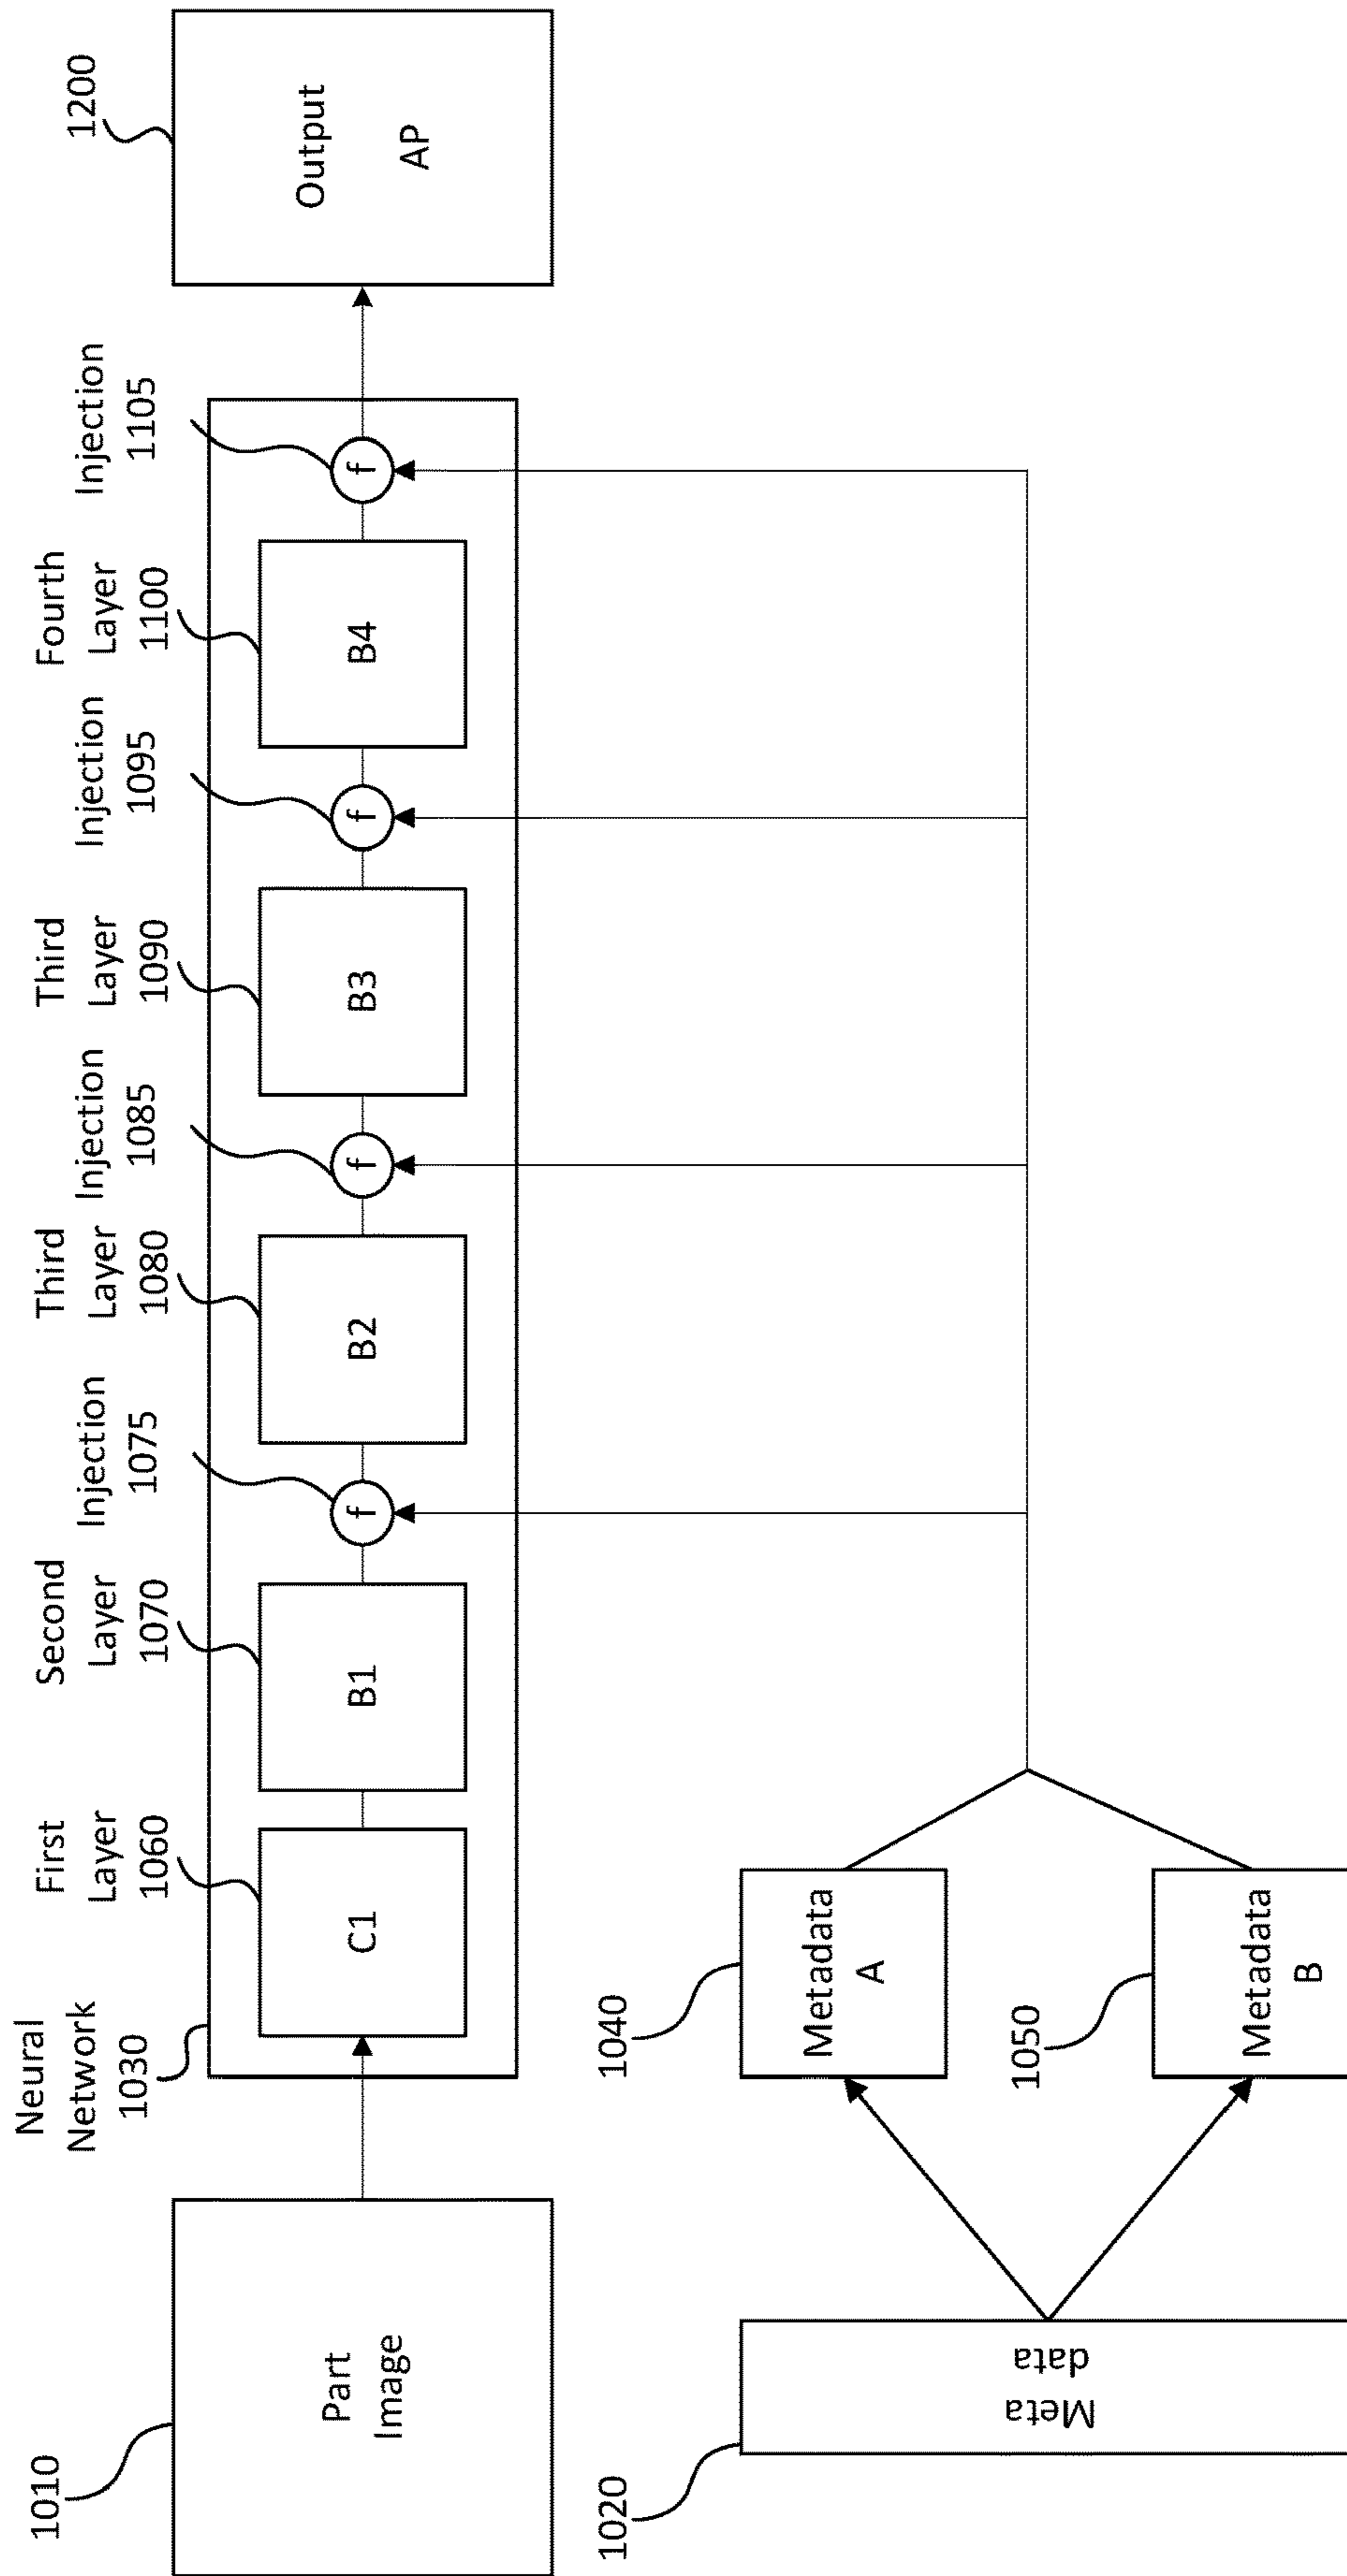 Neural
Network
1030
First
Layer
1060
Second
Layer
1070
Injection
1075
Third
Layer
1080
Injection
1085
Third
Layer
1090
Injection
1095
Fourth
Layer
1100
Injection
1105
1200
1010
Part
Image
C1
B1
f
B2
f
B3
f
B4
f
Output
AP
1020
Meta
data
1040
Metadata
A
1050
Metadata
B